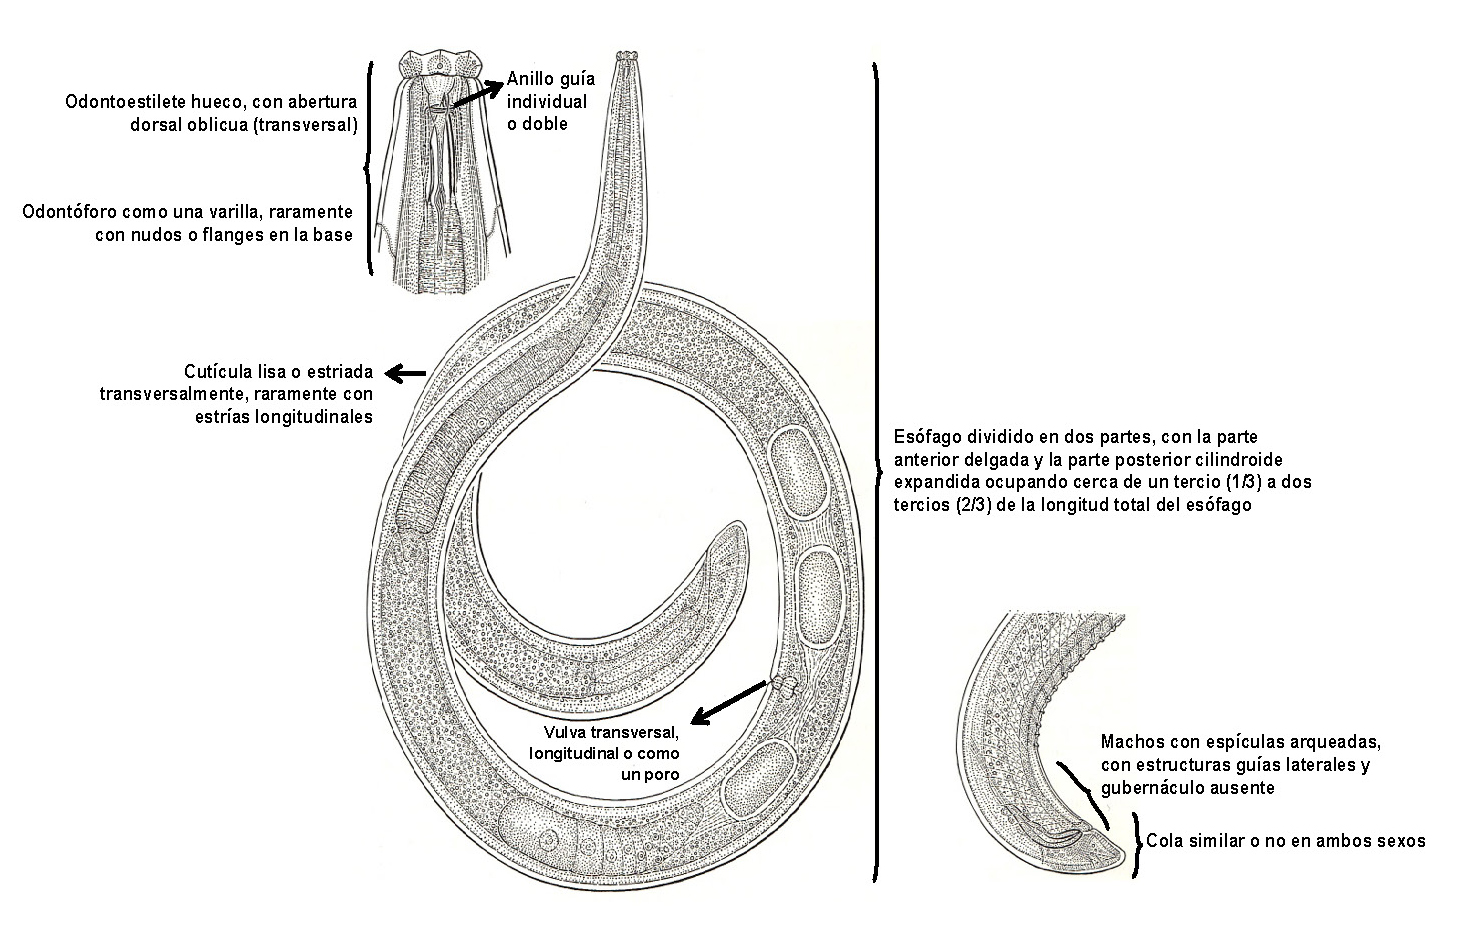 Odontoestilete hueco, con abertura
dorsal oblicua (transversal)
Anillo guía
individual
o doble
Odontóforo como una varilla, raramente
con nudos o flanges en la base
Cutícula lisa o estriada
transversalmente, raramente con
estrías longitudinales
Esófago dividido en dos partes, con la parte
anterior delgada y la parte posterior cilindroide
expandida ocupando cerca de un tercio (1/3) a dos
tercios (2/3) de la longitud total del esófago
Vulva transversal,
longitudinal o como
un poro
Machos con espículas arqueadas,
con estructuras guías laterales y
gubernáculo ausente
Cola similar o no en ambos sexos